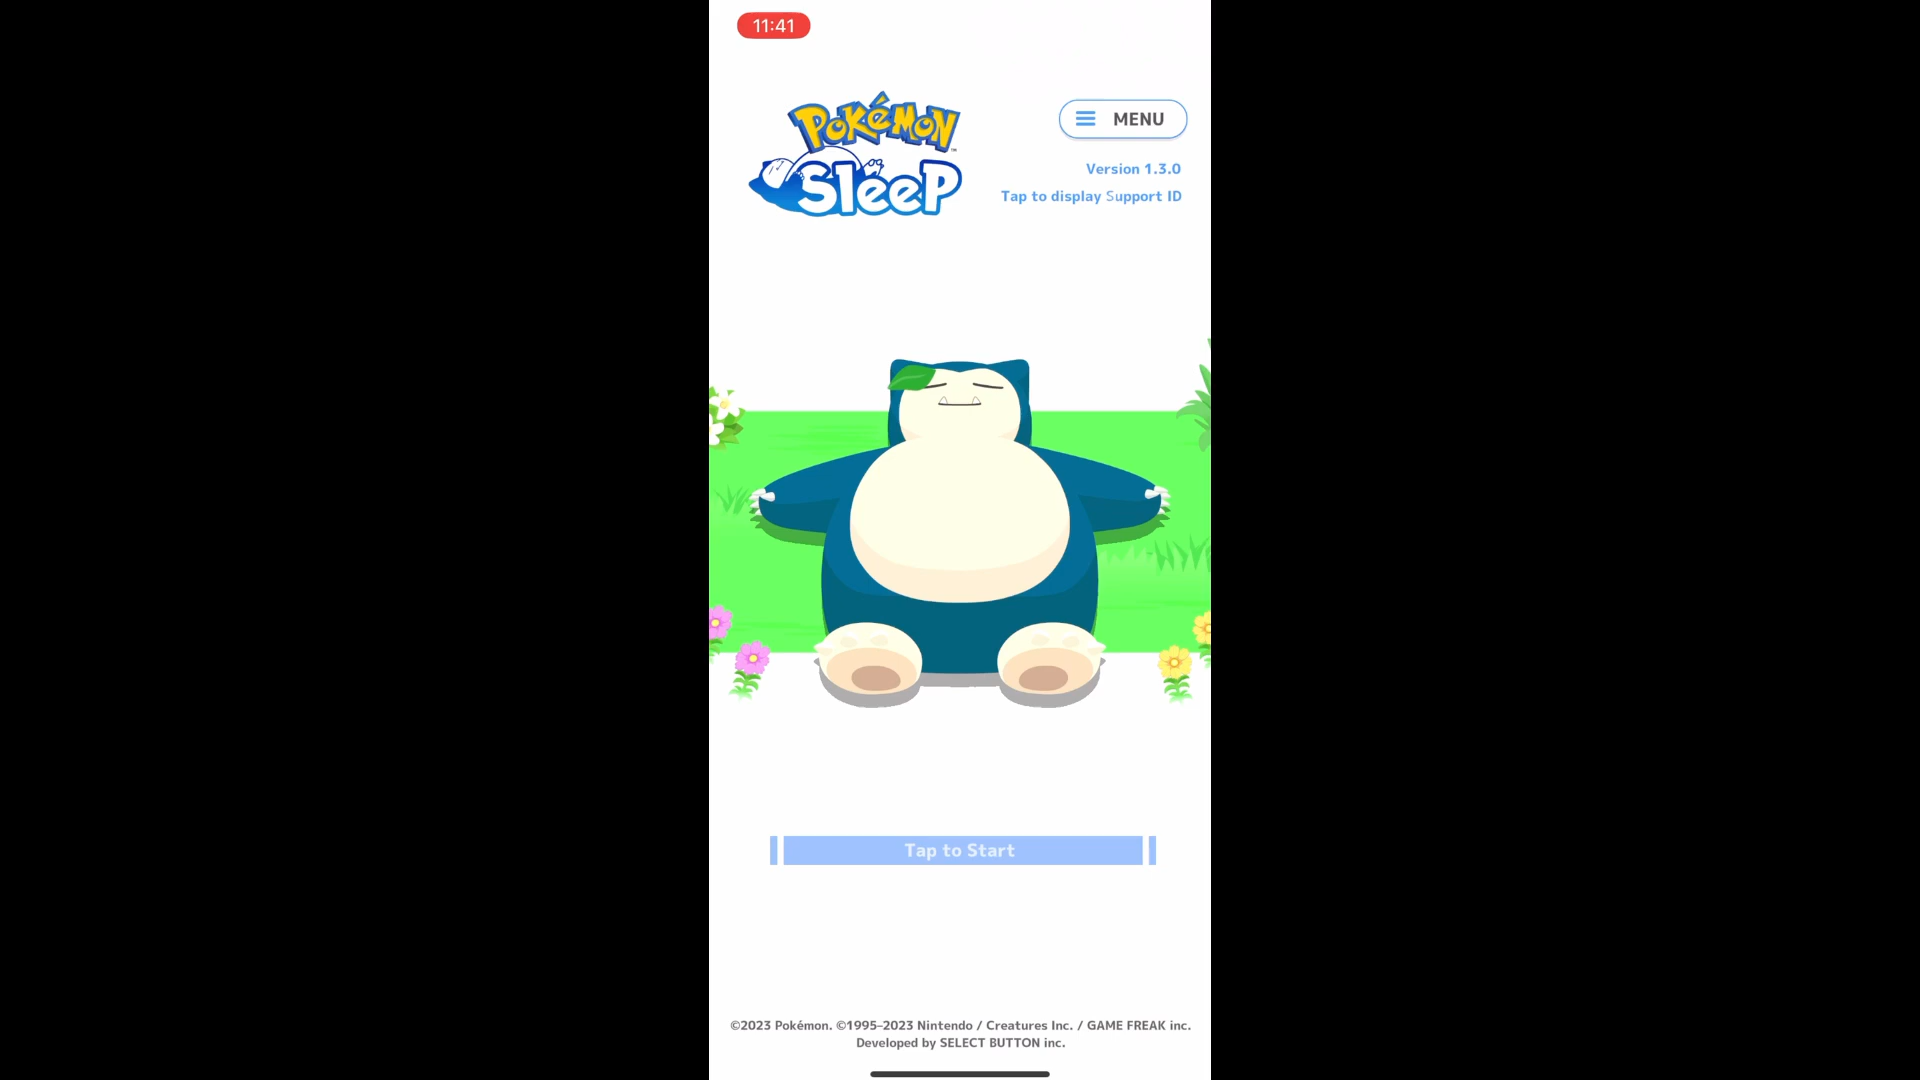 11:41
Pokémon™
Sleep
MENU
Version 1.3.0
Tap to display Support ID
Tap to Start
©2023 Pokémon. ©1995–2023 Nintendo / Creatures Inc. / GAME FREAK inc.
Developed by SELECT BUTTON inc.